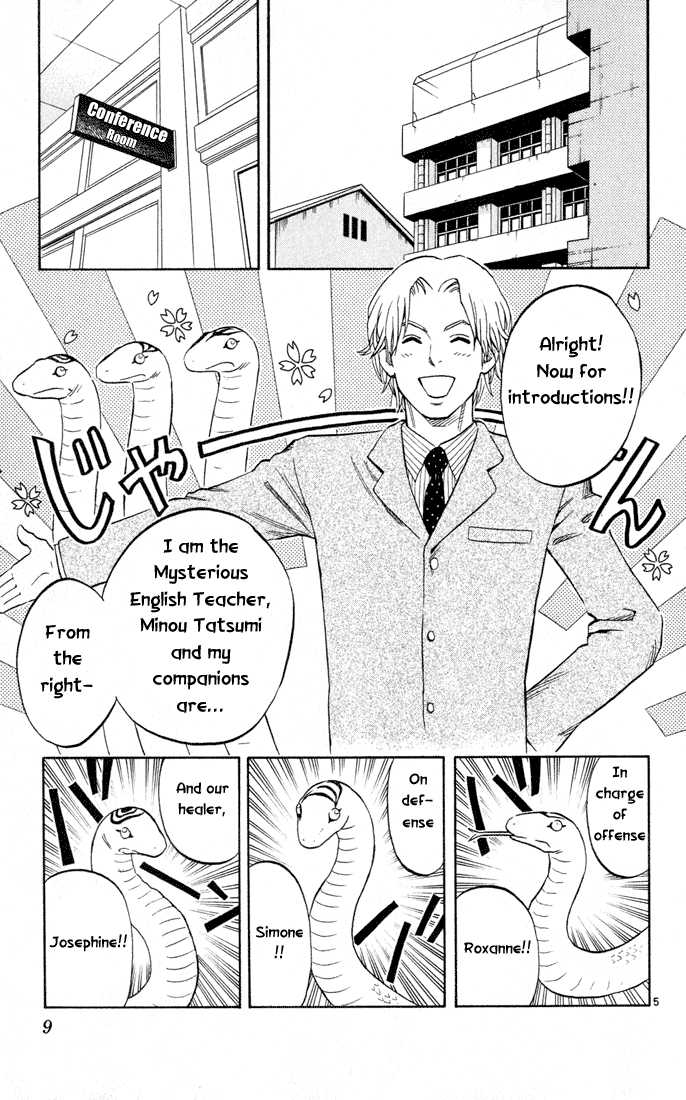 Conference
Room
Alright!
Now for
introductions!!
じゃーん
I am the
Mysterious
English Teacher,
Minou Tatsumi
and my
companions
are...
From
the
right-
In
charge
of
offense
Roxanne!!
On
def-
ense
Simone
!!
And our
healer,
Josephine!!
5
9